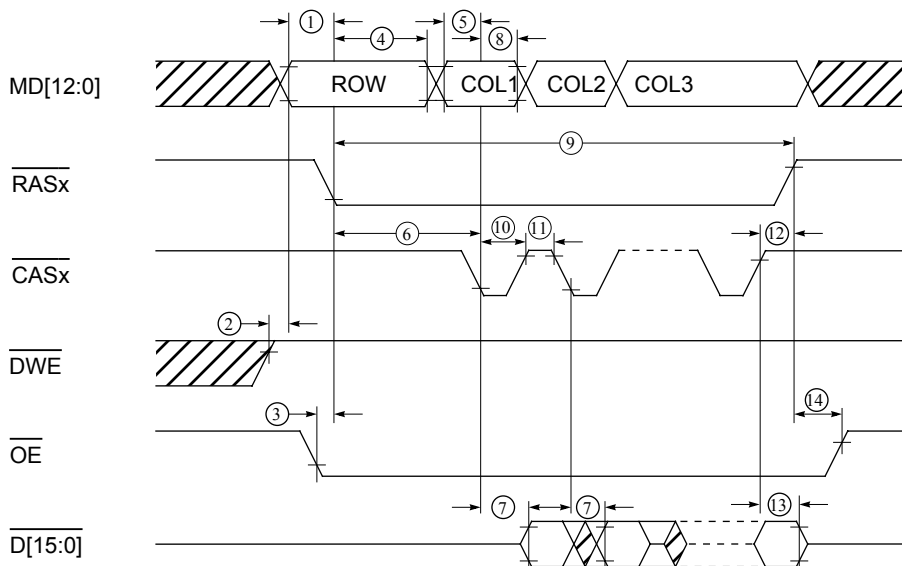 ① ⑤
④ ⑧
MD[12:0] ROW COL1 COL2 COL3
⑨
RASx
⑥ ⑩ ⑪ ⑫
CASx
②
DWE
③ ⑭
OE
⑦ ⑦ ⑬
D[15:0]